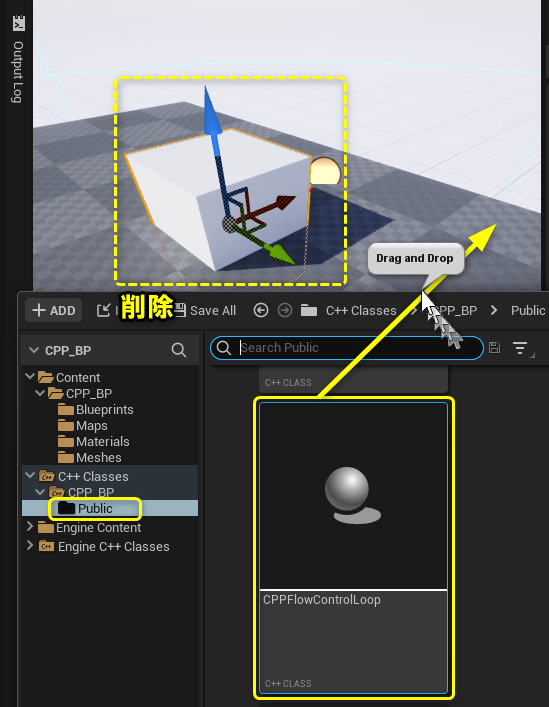 Output Log
Drag and Drop
ADD
削除
Save All
C++ Classes
CPP_BP
Public
CPP_BP
Search Public
Content
CPP_BP
Blueprints
Maps
Materials
Meshes
C++ Classes
CPP_BP
Public
Engine Content
Engine C++ Classes
C++ CLASS
CPPFlowControlLoop
C++ CLASS